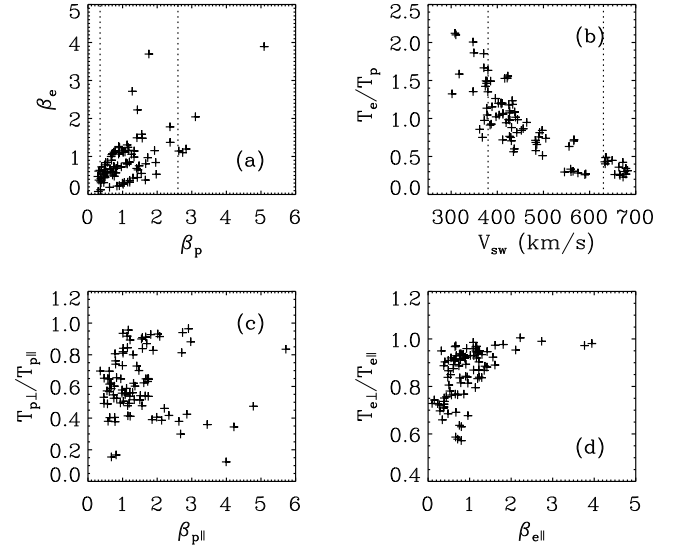 5
4
3
2
1
0
β_e
(a)
0 1 2 3 4 5 6
β_p
2.5
2.0
1.5
1.0
0.5
0.0
T_e/T_p
(b)
300 400 500 600 700
V_sw (km/s)
1.2
1.0
0.8
0.6
0.4
0.2
0.0
T_p⊥/T_p∥
(c)
0 1 2 3 4 5 6
β_p∥
1.2
1.0
0.8
0.6
0.4
T_e⊥/T_e∥
(d)
0 1 2 3 4 5
β_e∥